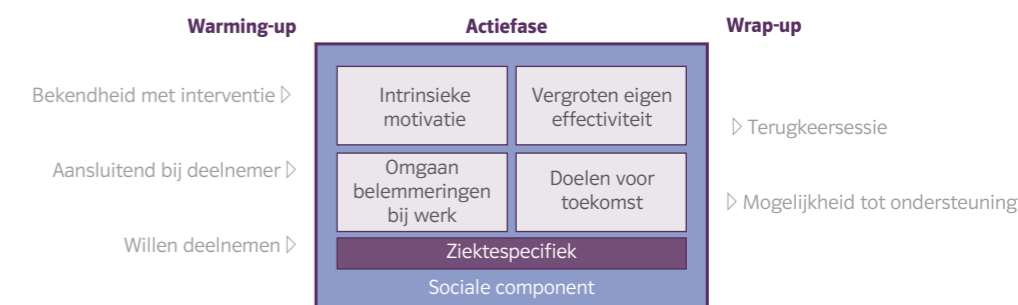 Warming-up
Bekendheid met interventie
Aansluitend bij deelnemer
Willen deelnemen
Actiefase
Intrinsieke
motivatie
Vergroten eigen
effectiviteit
Omgaan
belemmeringen
bij werk
Doelen voor
toekomst
Ziektespecifiek
Sociale component
Wrap-up
Terugkeersessie
Mogelijkheid tot ondersteuning